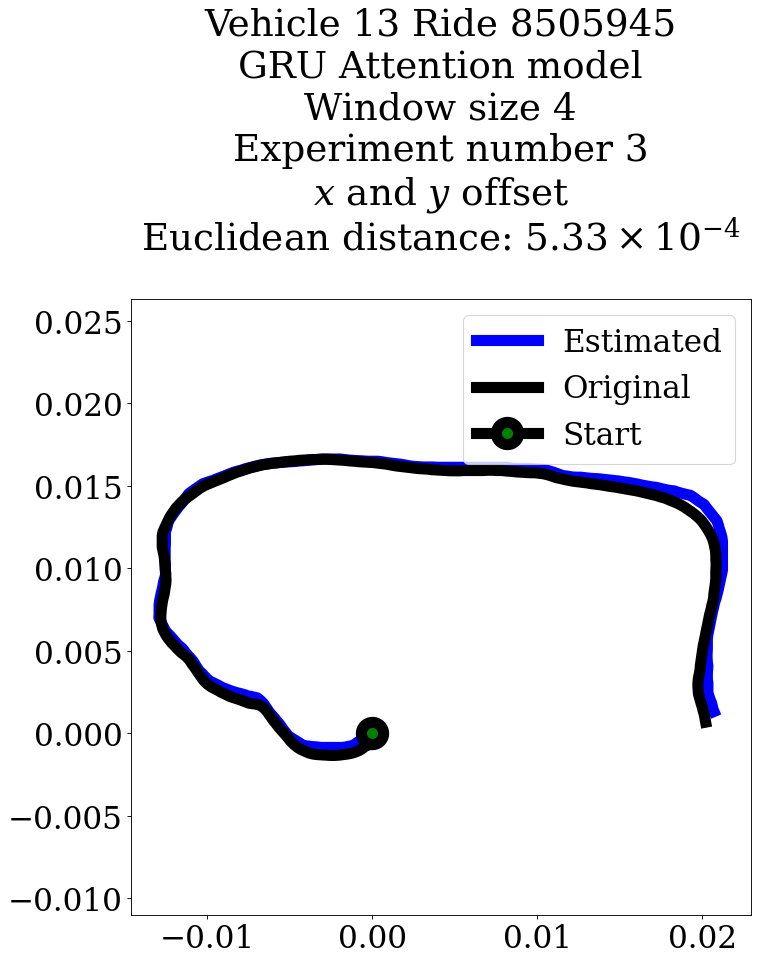 Vehicle 13 Ride 8505945
GRU Attention model
Window size 4
Experiment number 3
x and y offset
Euclidean distance: 5.33 × 10⁻⁴
Estimated
Original
Start
0.025
0.020
0.015
0.010
0.005
0.000
−0.005
−0.010
−0.01 0.00 0.01 0.02